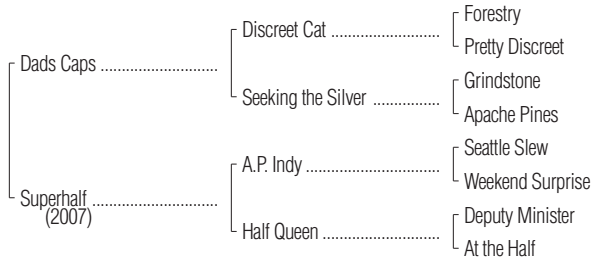 Forestry
Discreet Cat ..............................
Pretty Discreet
Dads Caps ................................
Grindstone
Seeking the Silver ..................
Apache Pines
Seattle Slew
A.P. Indy ....................................
Weekend Surprise
Superhalf ..................................
(2007)
Deputy Minister
Half Queen ................................
At the Half